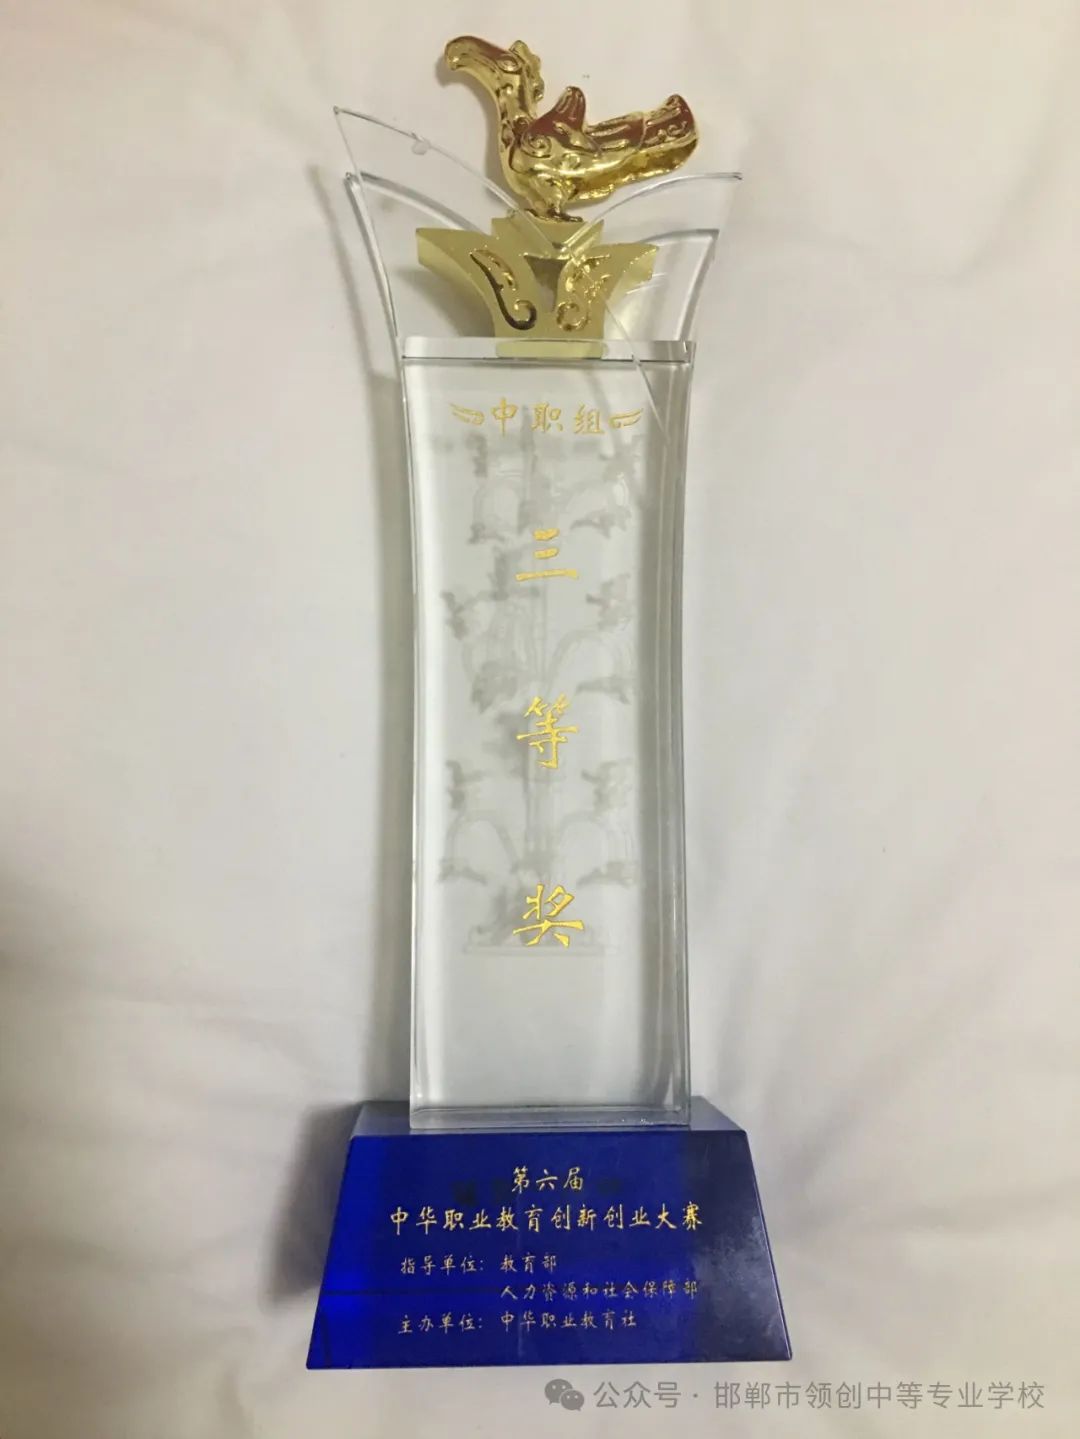 中职组
三
等
奖
第六届
中华职业教育创新创业大赛
指导单位：教育部
人力资源和社会保障部
主办单位：中华职业教育社
公众号·邯郸市领创中等专业学校